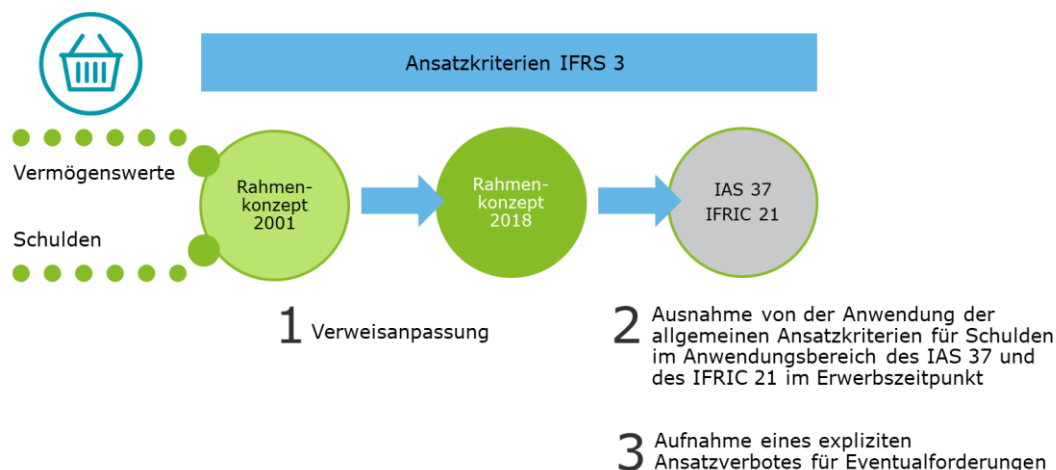 Ansatzkriterien IFRS 3
Vermögenswerte
Schulden
Rahmen-
konzept
2001
Rahmen-
konzept
2018
IAS 37
IFRIC 21
1 Verweisanpassung
2 Ausnahme von der Anwendung der
allgemeinen Ansatzkriterien für Schulden
im Anwendungsbereich des IAS 37 und
des IFRIC 21 im Erwerbszeitpunkt
3 Aufnahme eines expliziten
Ansatzverbotes für Eventualforderungen